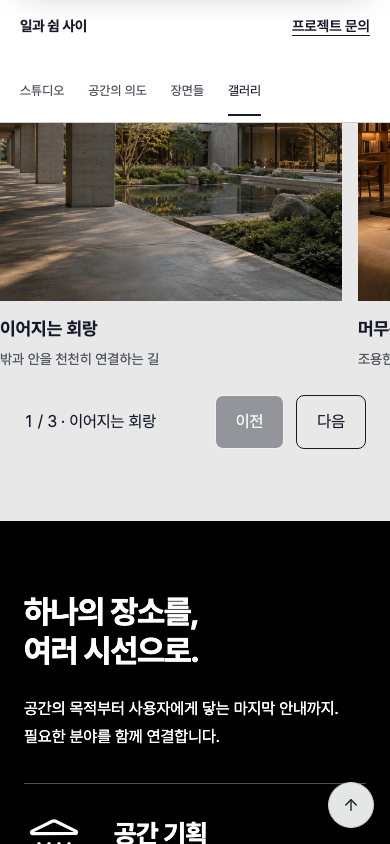 일과 쉼 사이
프로젝트 문의
스튜디오
공간의 의도
장면들
갤러리
이어지는 회랑
밖과 안을 천천히 연결하는 길
머무
조용한
1 / 3 · 이어지는 회랑
이전
다음
하나의 장소를,
여러 시선으로.
공간의 목적부터 사용자에게 닿는 마지막 안내까지.
필요한 분야를 함께 연결합니다.
공간 기획